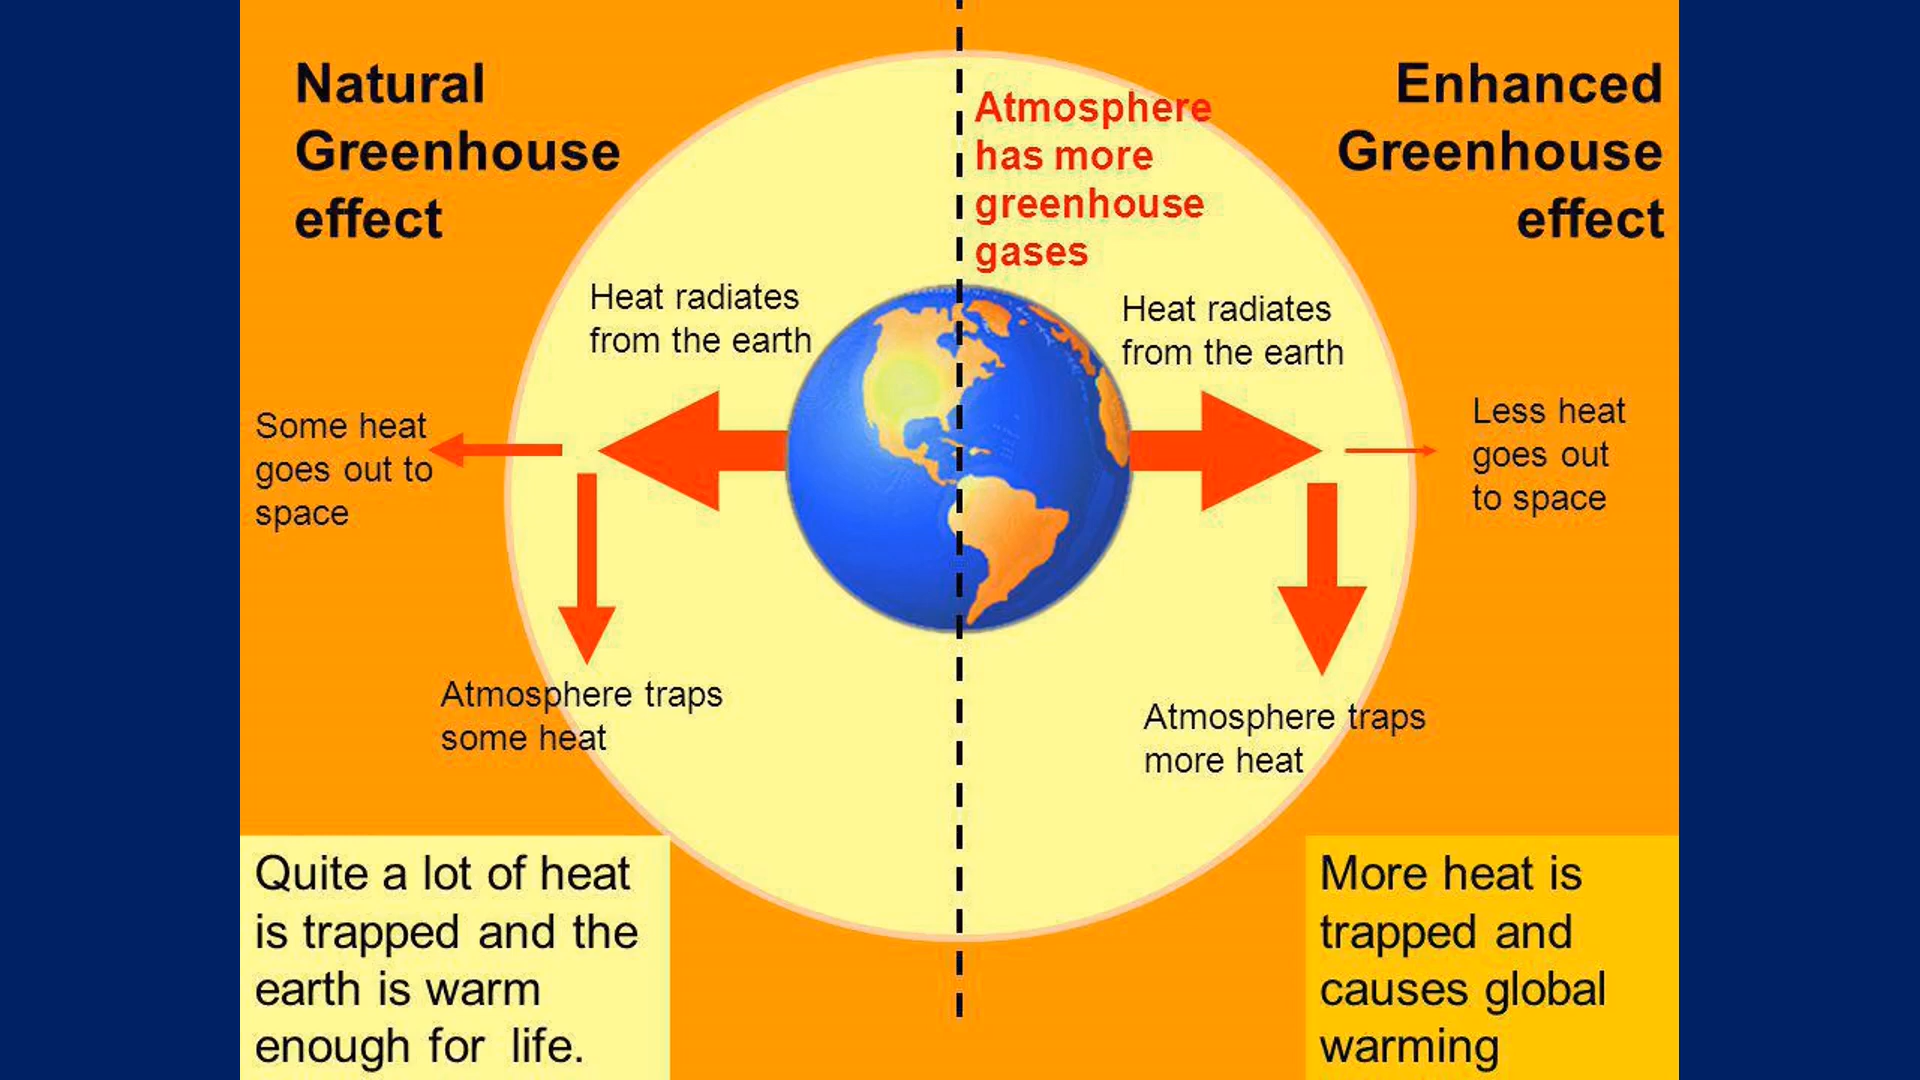 Natural
Greenhouse
effect
Atmosphere
has more
greenhouse
gases
Enhanced
Greenhouse
effect
Heat radiates
from the earth
Heat radiates
from the earth
Some heat
goes out to
space
Less heat
goes out
to space
Atmosphere traps
some heat
Atmosphere traps
more heat
Quite a lot of heat
is trapped and the
earth is warm
enough for life.
More heat is
trapped and
causes global
warming